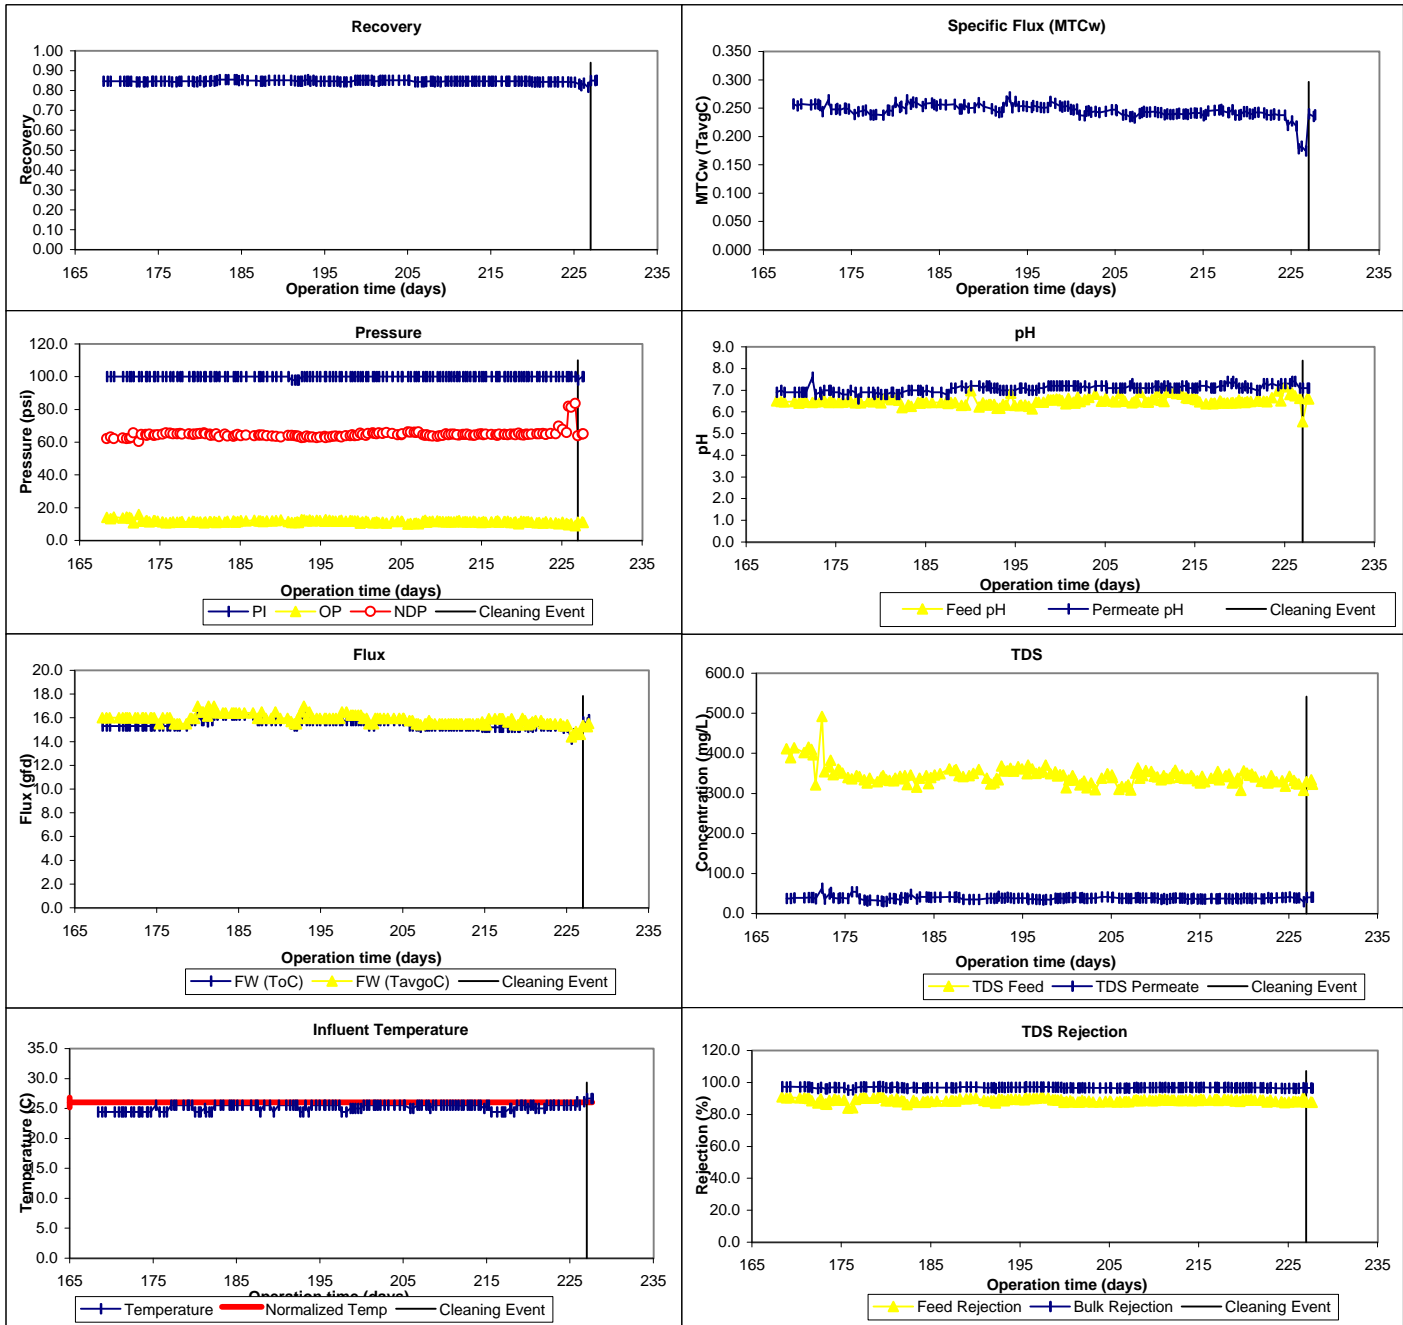 Recovery
1.00
0.90
0.80
0.70
0.60
0.50
0.40
0.30
0.20
0.10
0.00
Recovery
165 175 185 195 205 215 225 235
Operation time (days)
Specific Flux (MTCw)
0.350
0.300
0.250
0.200
0.150
0.100
0.050
0.000
MTCw (TavgC)
165 175 185 195 205 215 225 235
Operation time (days)
Pressure
120.0
100.0
80.0
60.0
40.0
20.0
0.0
Pressure (psi)
165 175 185 195 205 215 225 235
Operation time (days)
PI OP NDP Cleaning Event
pH
9.0
8.0
7.0
6.0
5.0
4.0
3.0
2.0
1.0
0.0
pH
165 175 185 195 205 215 225 235
Operation time (days)
Feed pH Permeate pH Cleaning Event
Flux
20.0
18.0
16.0
14.0
12.0
10.0
8.0
6.0
4.0
2.0
0.0
Flux (gfd)
165 175 185 195 205 215 225 235
Operation time (days)
FW (ToC) FW (TavgoC) Cleaning Event
TDS
600.0
500.0
400.0
300.0
200.0
100.0
0.0
Concentration (mg/L)
165 175 185 195 205 215 225 235
Operation time (days)
TDS Feed TDS Permeate Cleaning Event
Influent Temperature
35.0
30.0
25.0
20.0
15.0
10.0
5.0
0.0
Temperature (C)
165 175 185 195 205 215 225 235
Operation time (days)
Temperature Normalized Temp Cleaning Event
TDS Rejection
120.0
100.0
80.0
60.0
40.0
20.0
0.0
Rejection (%)
165 175 185 195 205 215 225 235
Operation time (days)
Feed Rejection Bulk Rejection Cleaning Event